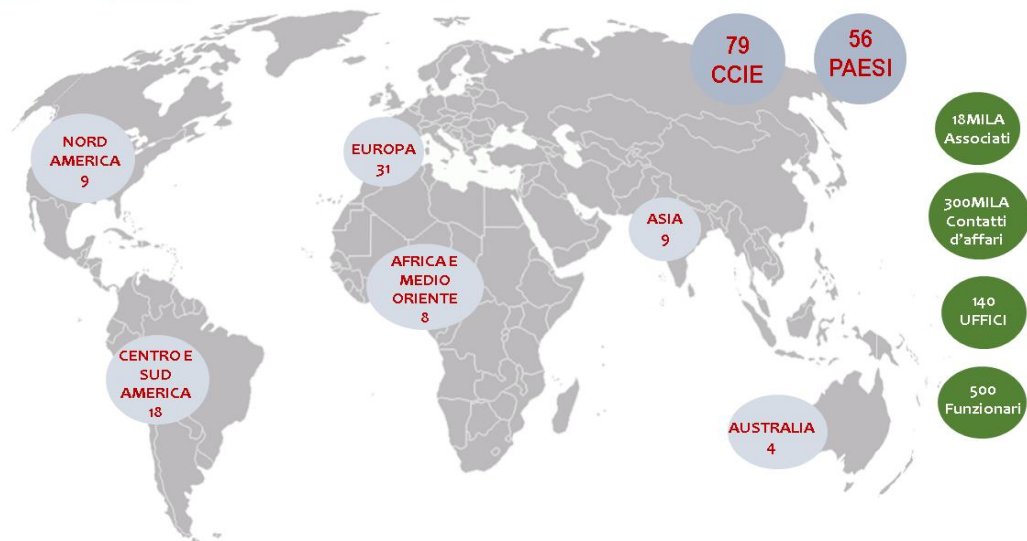 79
CCIE
56
PAESI
18MILA
Associati
NORD
AMERICA
9
EUROPA
31
300MILA
Contatti
d'affari
ASIA
9
AFRICA E
MEDIO
ORIENTE
8
140
UFFICI
CENTRO E
SUD
AMERICA
18
500
Funzionari
AUSTRALIA
4